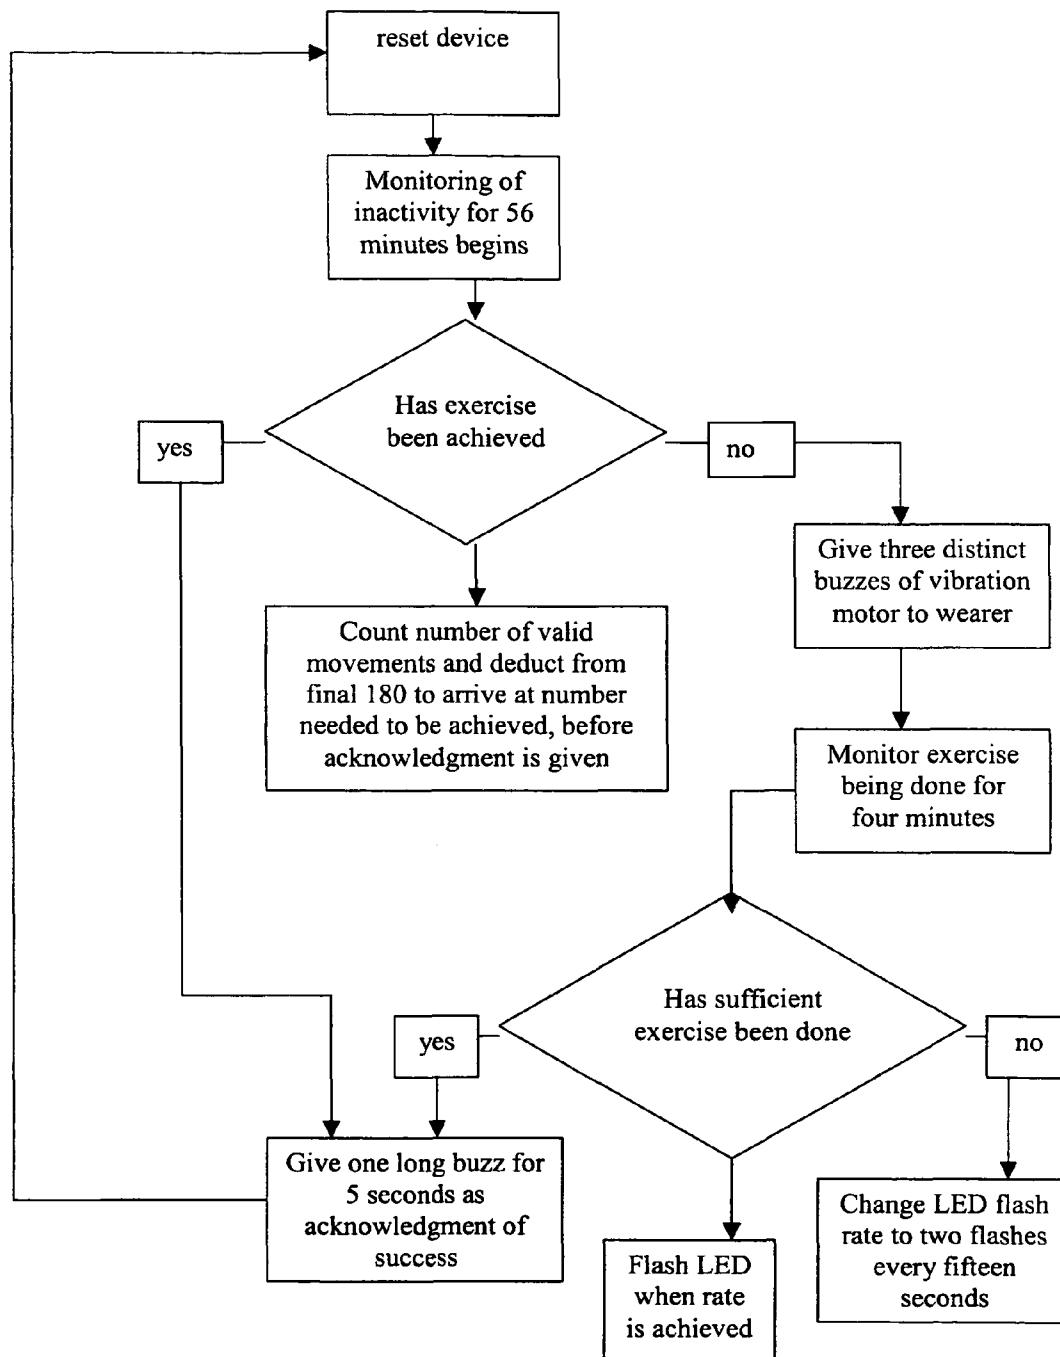 reset device
Monitoring of
inactivity for 56
minutes begins
Has exercise
been achieved
yes
no
Give three distinct
buzzes of vibration
motor to wearer
Count number of valid
movements and deduct from
final 180 to arrive at number
needed to be achieved, before
acknowledgment is given
Monitor exercise
being done for
four minutes
Has sufficient
exercise been done
yes
no
Give one long buzz for
5 seconds as
acknowledgment of
success
Flash LED
when rate
is achieved
Change LED flash
rate to two flashes
every fifteen
seconds